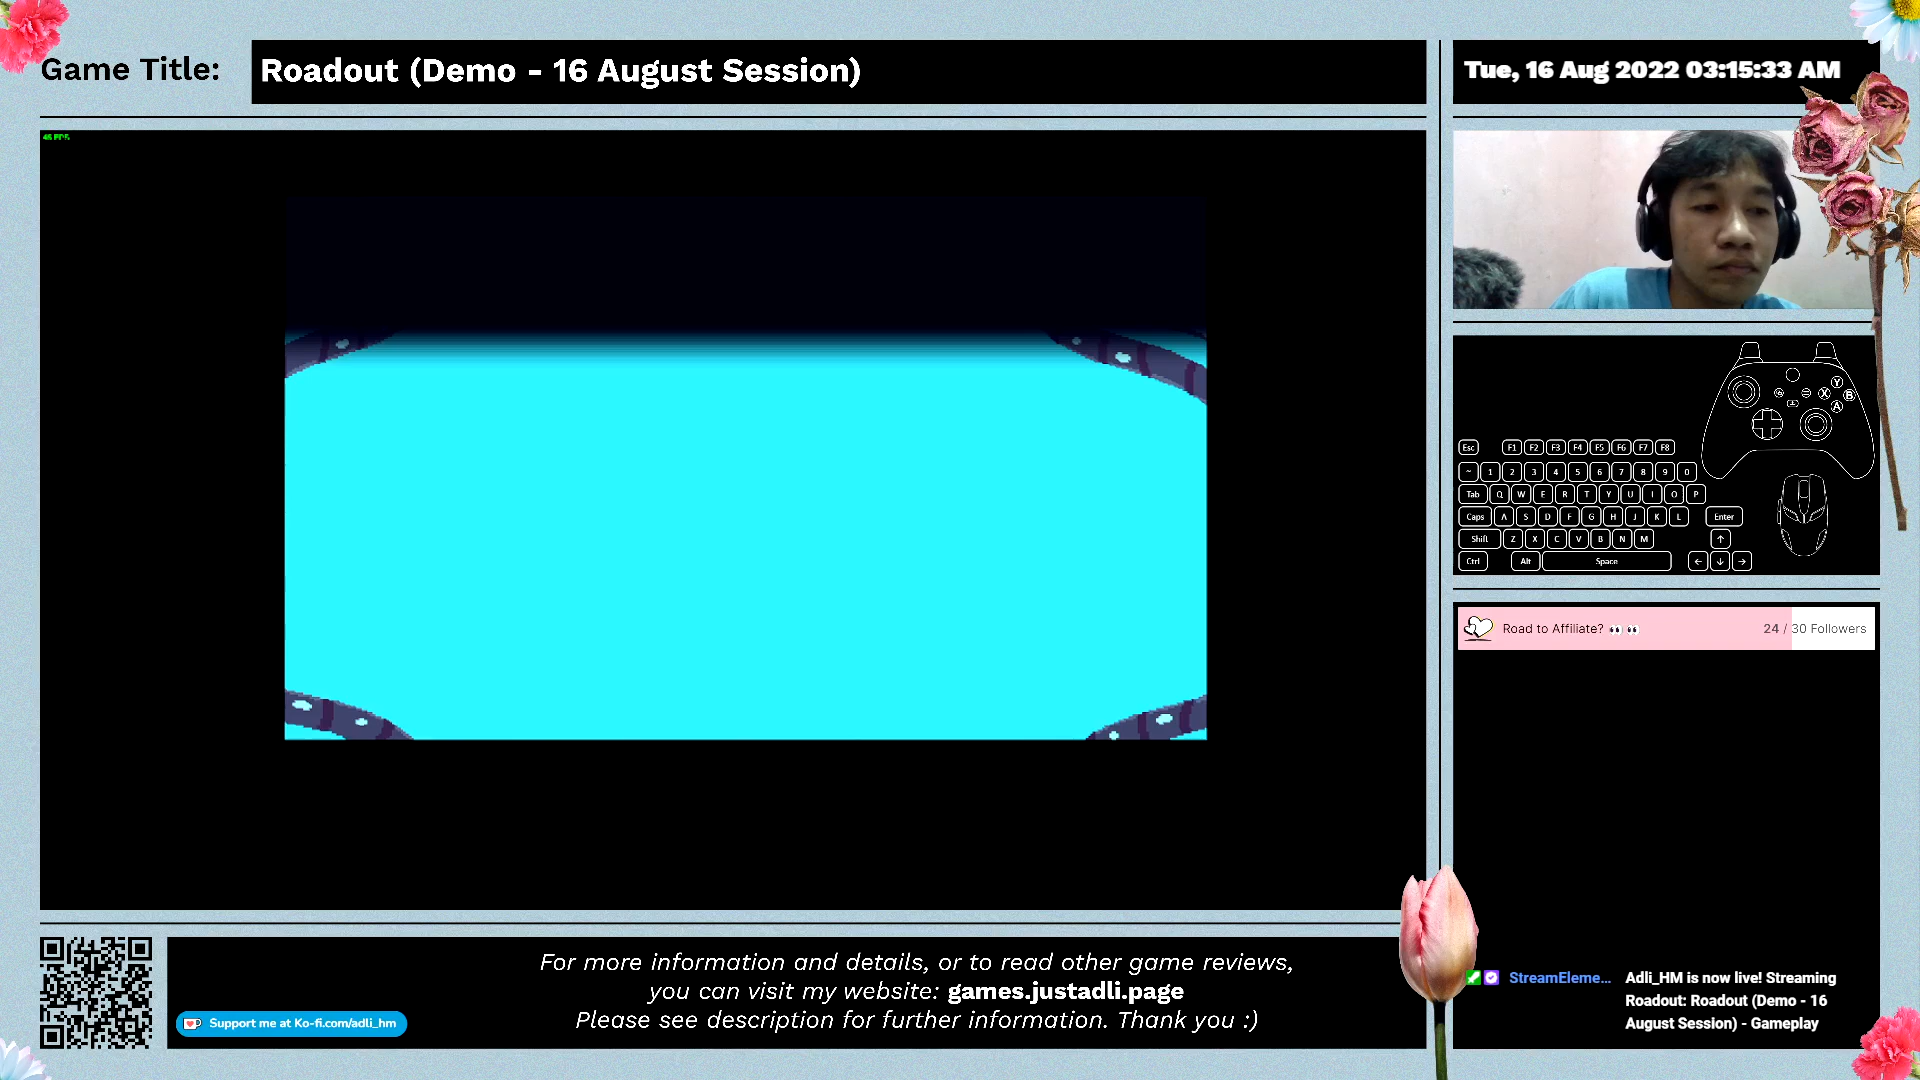 Game Title:
Roadout (Demo - 16 August Session)
Tue, 16 Aug 2022 03:15:33 AM
Y
X B
A
Esc F1 F2 F3 F4 F5 F6 F7 F8
~ 1 2 3 4 5 6 7 8 9 0
Tab Q W E R T Y U I O P
Caps A S D F G H J K L Enter
Shift Z X C V B N M ↑
Ctrl Alt Space ← ↓ →
Road to Affiliate? 👀 👀 24 / 30 Followers
StreamEleme... Adli_HM is now live! Streaming
Roadout: Roadout (Demo - 16
August Session) - Gameplay
For more information and details, or to read other game reviews,
you can visit my website: games.justadli.page
Please see description for further information. Thank you :)
Support me at Ko-fi.com/adli_hm